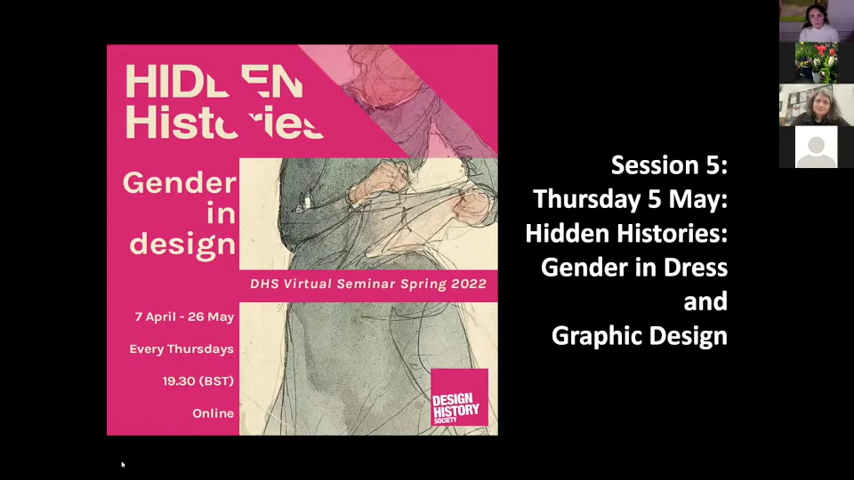 HIDDEN
Histories
Gender
in
design
DHS Virtual Seminar Spring 2022
7 April - 26 May
Every Thursdays
19.30 (BST)
Online
DESIGN
HISTORY
SOCIETY
Session 5:
Thursday 5 May:
Hidden Histories:
Gender in Dress
and
Graphic Design